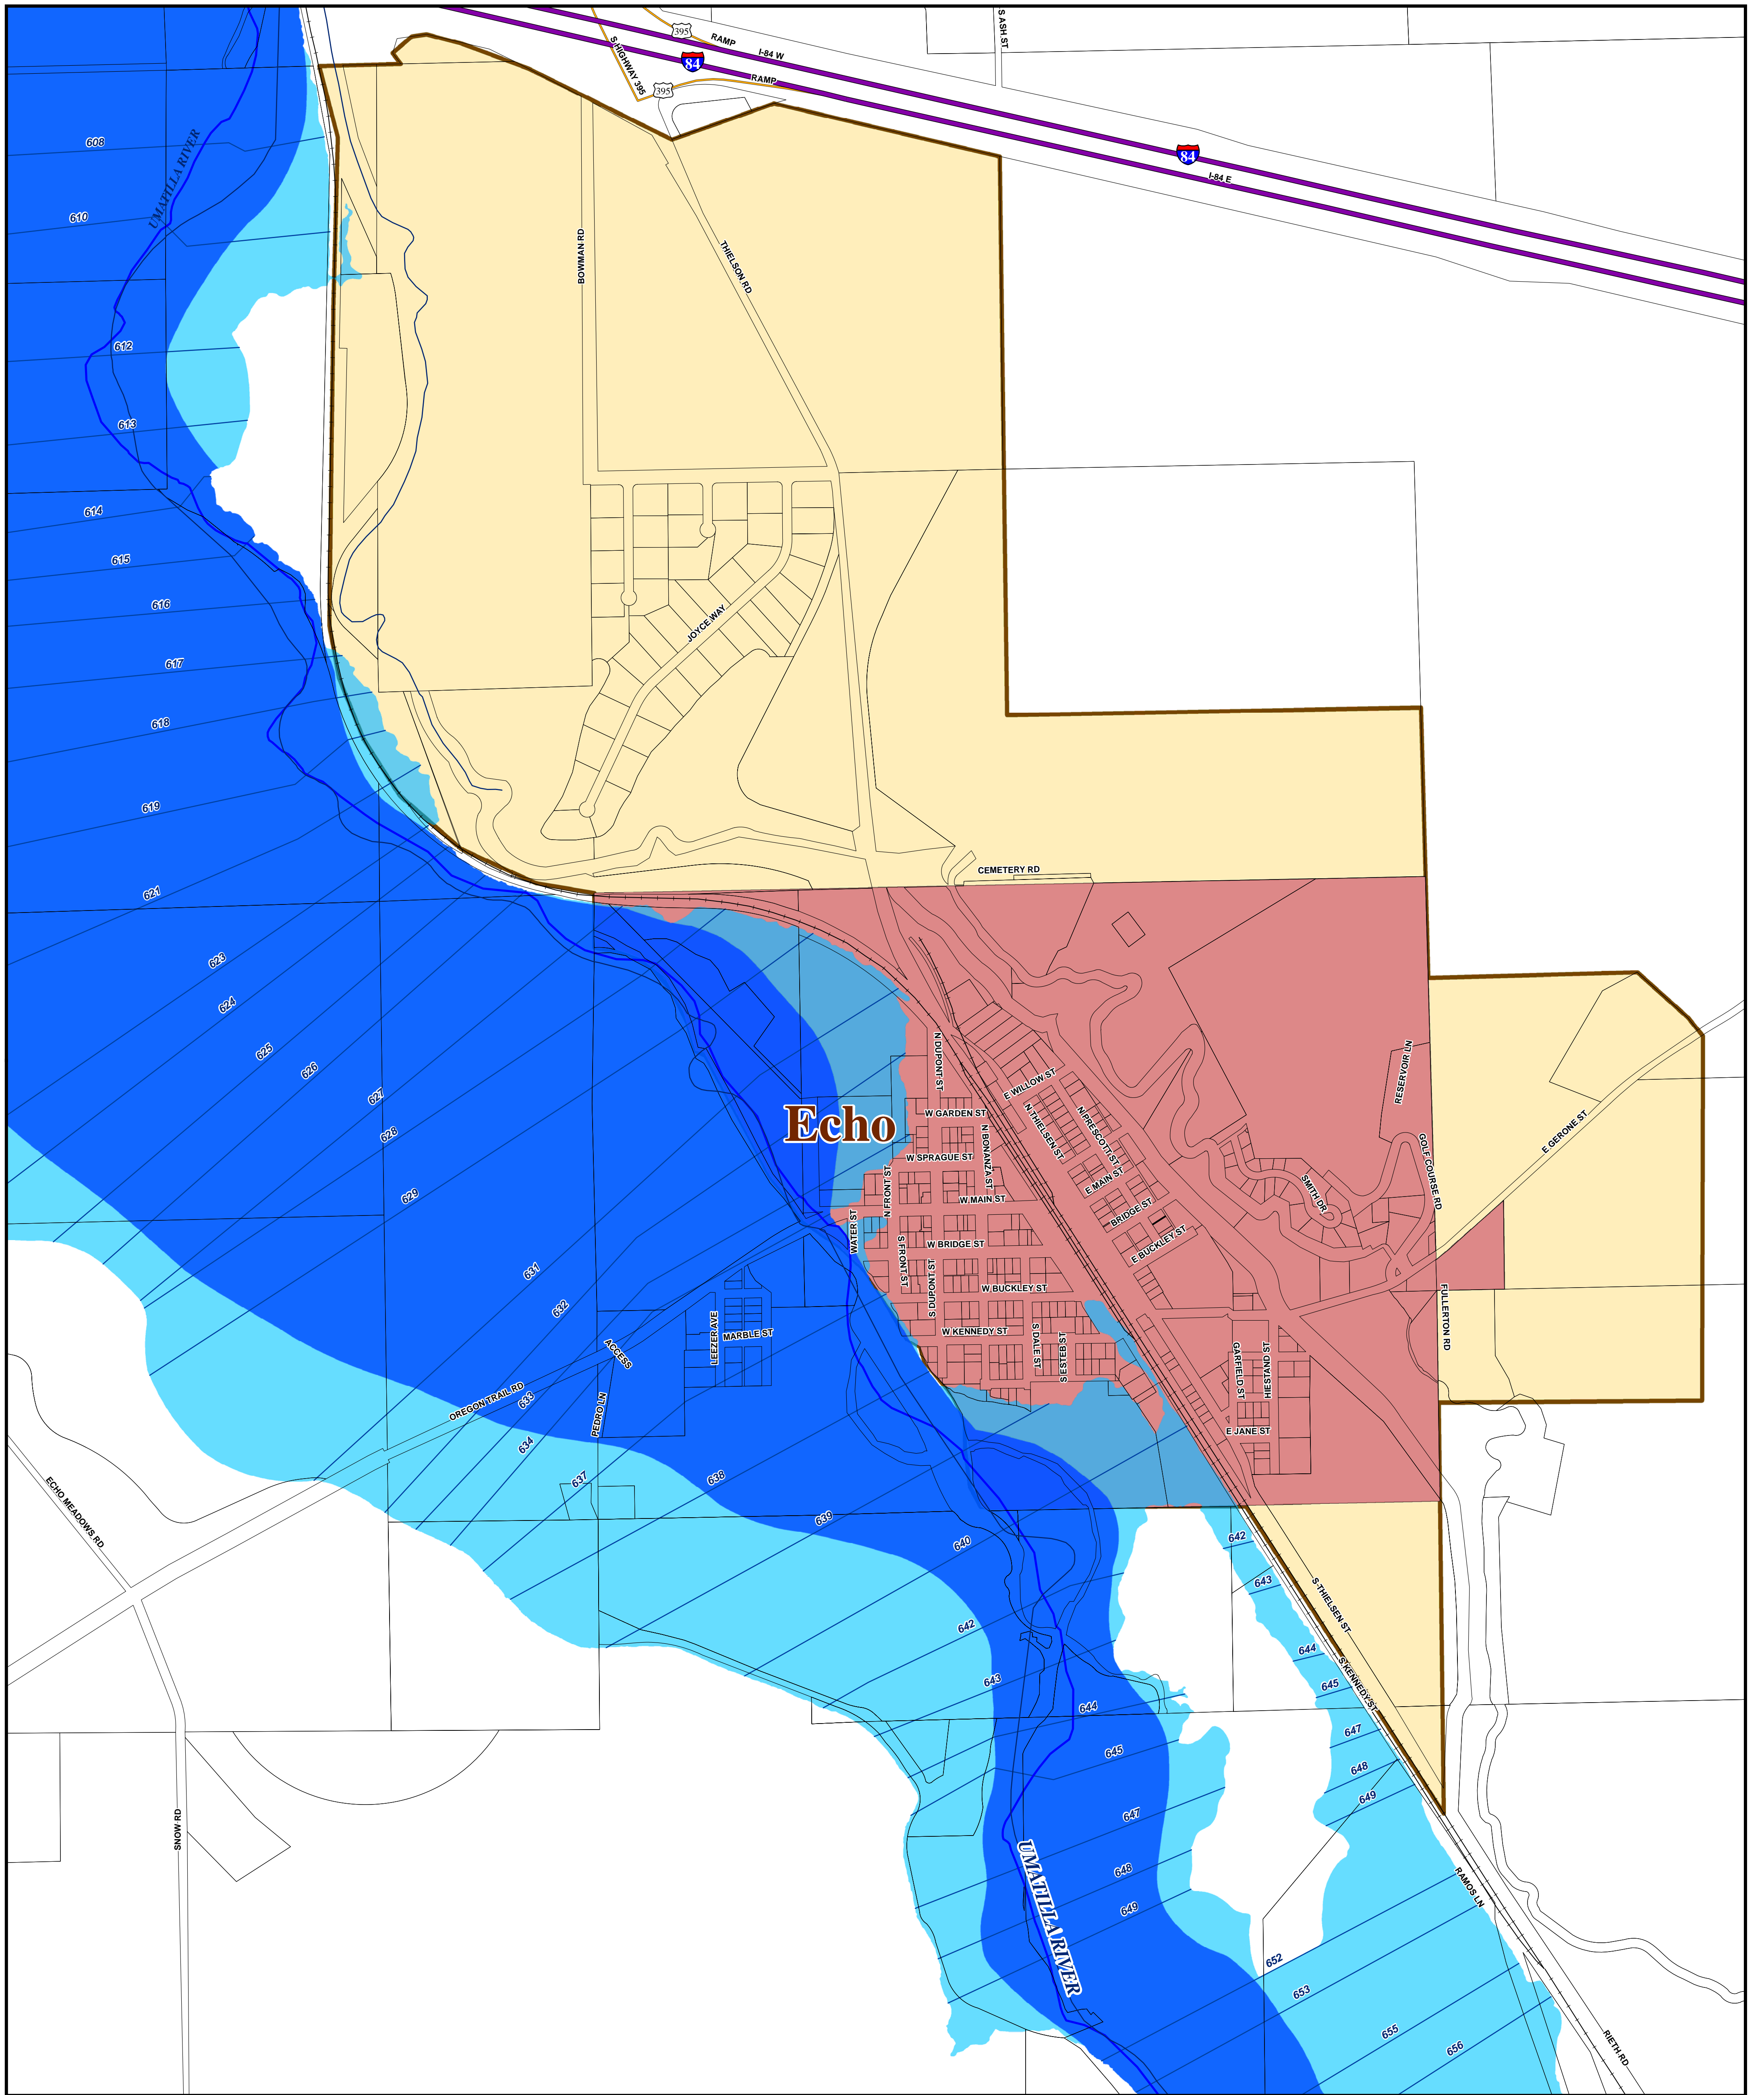 S ASH ST
395
RAMP
I-84 W
S HIGHWAY 395
84
RAMP
395
608
UMATILLA RIVER
84
I-84 E
610
BOWMAN RD
THIELSON RD
612
613
614
615
616
JOYCE WAY
617
618
619
CEMETERY RD
621
623
624
625
626
627
628
629
N DUPONT ST
E WILLOW ST
RESERVOIR LN
Echo
W GARDEN ST
N THIELSEN ST
N PRESCOTT ST
E GERONE ST
N BONANZA ST
W SPRAGUE ST
GOLF COURSE RD
N FRONT ST
E MAIN ST
SMITH DR
W MAIN ST
BRIDGE ST
WATER ST
W BRIDGE ST
E BUCKLEY ST
S FRONT ST
631
S DUPONT ST
W BUCKLEY ST
632
FULLERTON RD
LEEZER AVE
MARBLE ST
W KENNEDY ST
S DALE ST
S EBTES ST
ACCESS
GARFIELD ST
HIESTAND ST
OREGON TRAIL RD
633
PEDRO LN
E JANE ST
634
637
638
ECHO MEADOWS RD
639
640
642
643
S THIELSEN ST
642
644
S KENNEDY ST
643
645
644
647
645
648
649
647
SNOW RD
648
UMATILLA RIVER
RAMOS LN
649
652
653
655
RIETH RD
656